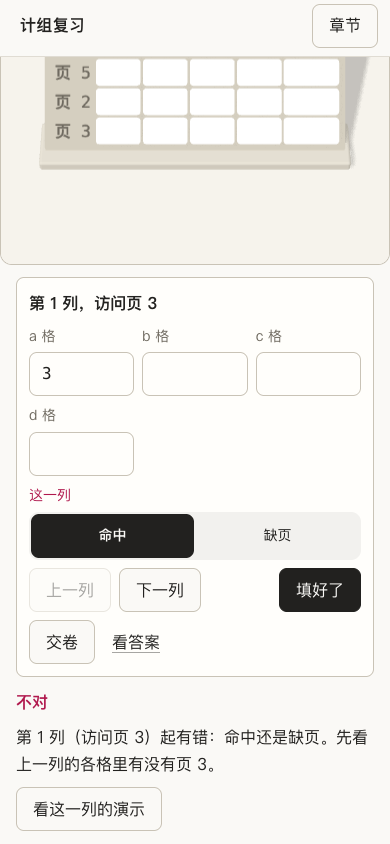 计组复习
章节
页 5
页 2
页 3
第 1 列，访问页 3
a 格
b 格
c 格
3
d 格
这一列
命中
缺页
上一列
下一列
填好了
交卷
看答案
不对
第 1 列（访问页 3）起有错：命中还是缺页。先看
上一列的各格里有没有页 3。
看这一列的演示